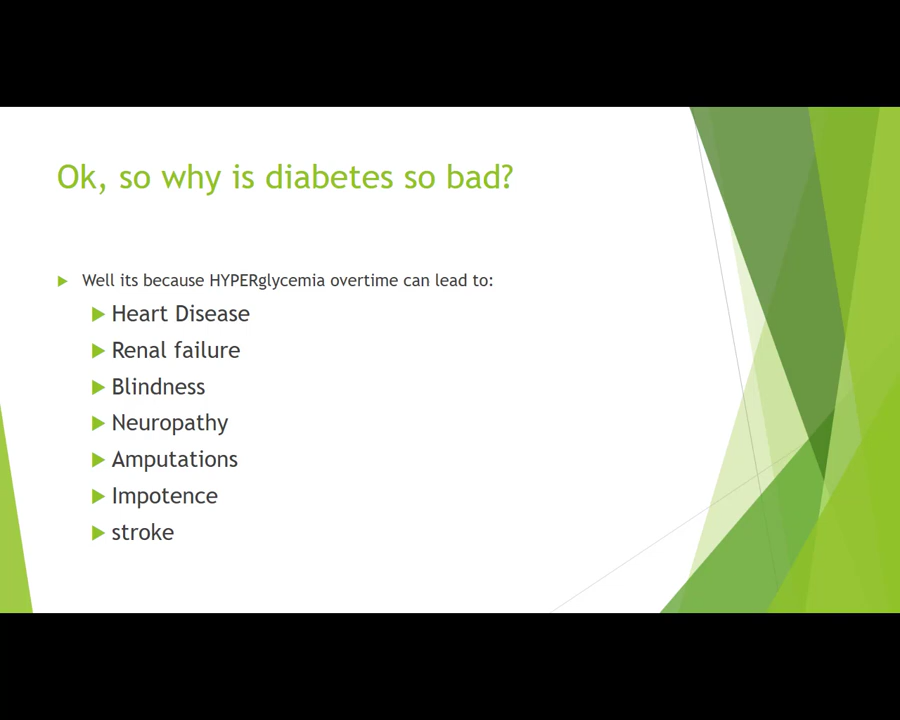 Ok, so why is diabetes so bad?
Well its because HYPERglycemia overtime can lead to:
Heart Disease
Renal failure
Blindness
Neuropathy
Amputations
Impotence
stroke